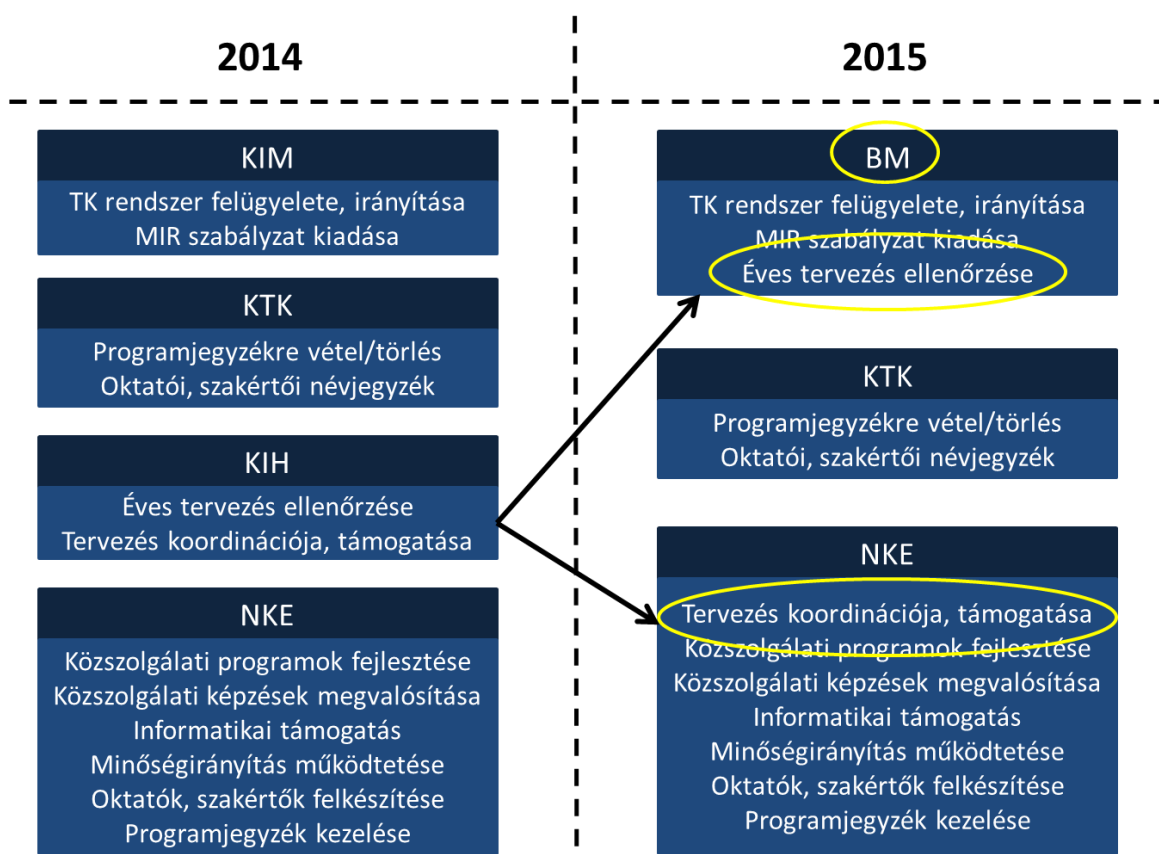 2014
KIM
TK rendszer felügyelete, irányítása
MIR szabályzat kiadása
KTK
Programjegyzékre vétel/törlés
Oktatói, szakértői névjegyzék
KIH
Éves tervezés ellenőrzése
Tervezés koordinációja, támogatása
NKE
Közszolgálati programok fejlesztése
Közszolgálati képzések megvalósítása
Informatikai támogatás
Minőségirányítás működtetése
Oktatók, szakértők felkészítése
Programjegyzék kezelése
2015
BM
TK rendszer felügyelete, irányítása
MIR szabályzat kiadása
Éves tervezés ellenőrzése
KTK
Programjegyzékre vétel/törlés
Oktatói, szakértői névjegyzék
NKE
Tervezés koordinációja, támogatása
Közszolgálati programok fejlesztése
Közszolgálati képzések megvalósítása
Informatikai támogatás
Minőségirányítás működtetése
Oktatók, szakértők felkészítése
Programjegyzék kezelése